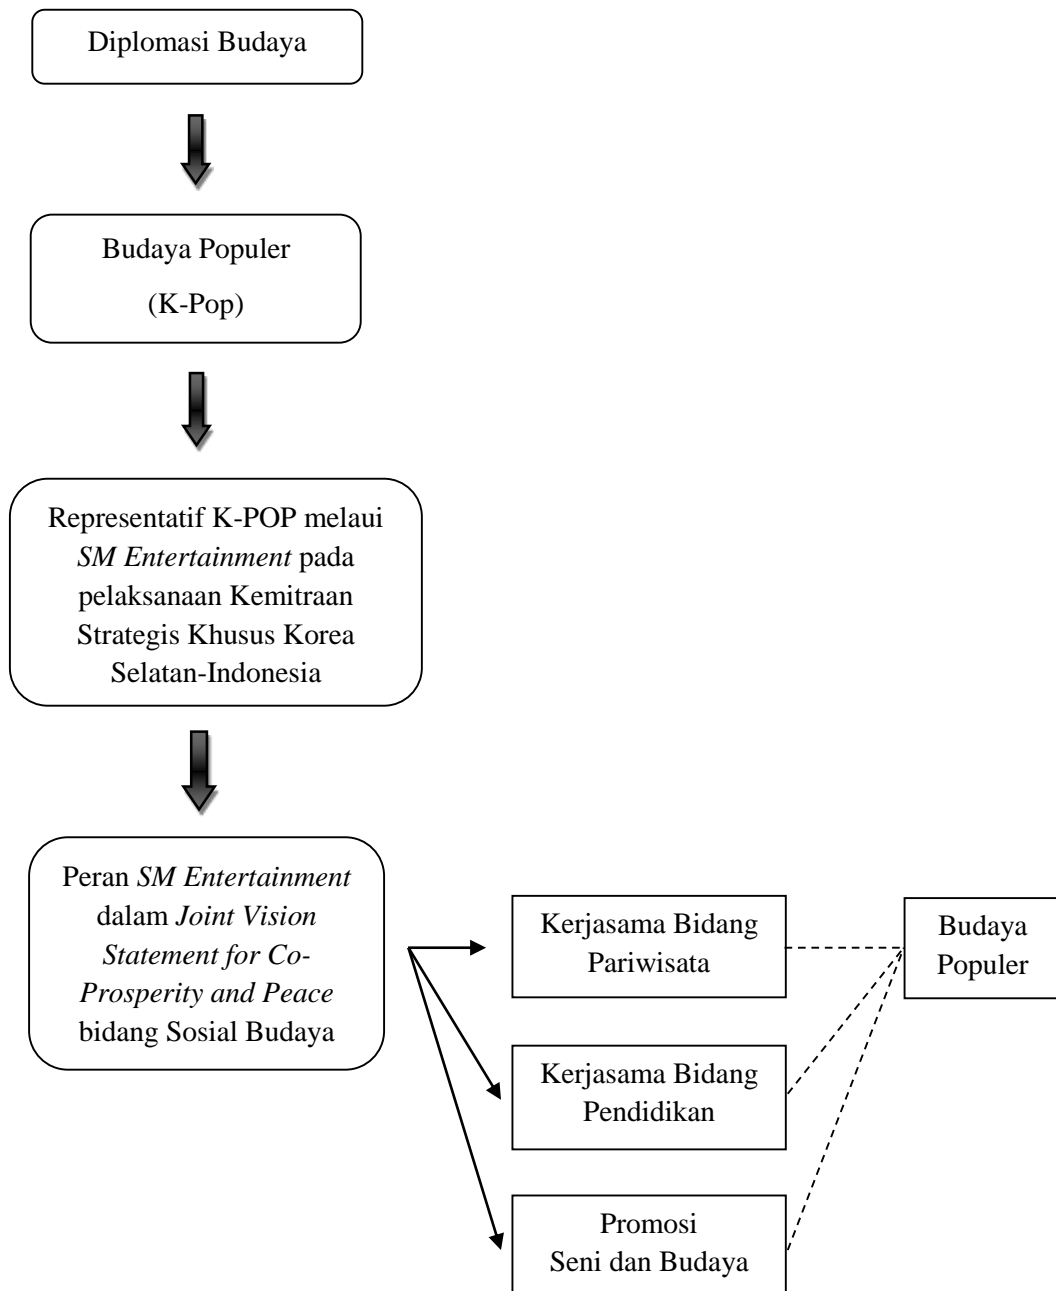 Diplomasi Budaya
Budaya Populer
(K-Pop)
Representatif K-POP melaui
SM Entertainment pada
pelaksanaan Kemitraan
Strategis Khusus Korea
Selatan-Indonesia
Peran SM Entertainment
dalam Joint Vision
Statement for Co-
Prosperity and Peace
bidang Sosial Budaya
Kerjasama Bidang
Pariwisata
Budaya
Populer
Kerjasama Bidang
Pendidikan
Promosi
Seni dan Budaya